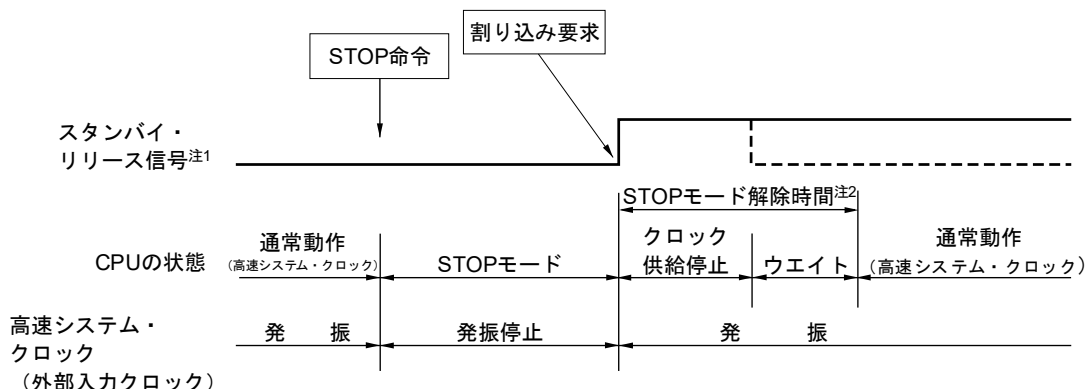 割り込み要求
STOP命令
スタンバイ・
リリース信号注1
STOPモード解除時間注2
CPUの状態
通常動作
(高速システム・クロック)
STOPモード
クロック
供給停止
ウエイト
通常動作
(高速システム・クロック)
高速システム・
クロック
(外部入力クロック)
発 振
発振停止
発 振